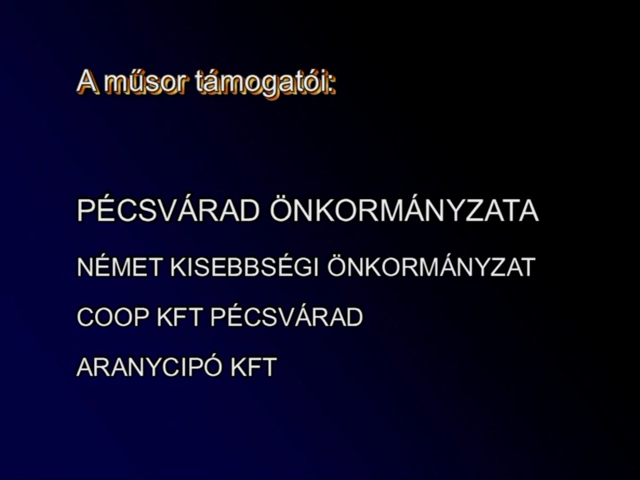 A műsor támogatói:
PÉCSVÁRAD ÖNKORMÁNYZATA
NÉMET KISEBBSÉGI ÖNKORMÁNYZAT
COOP KFT PÉCSVÁRAD
ARANYCIPÓ KFT